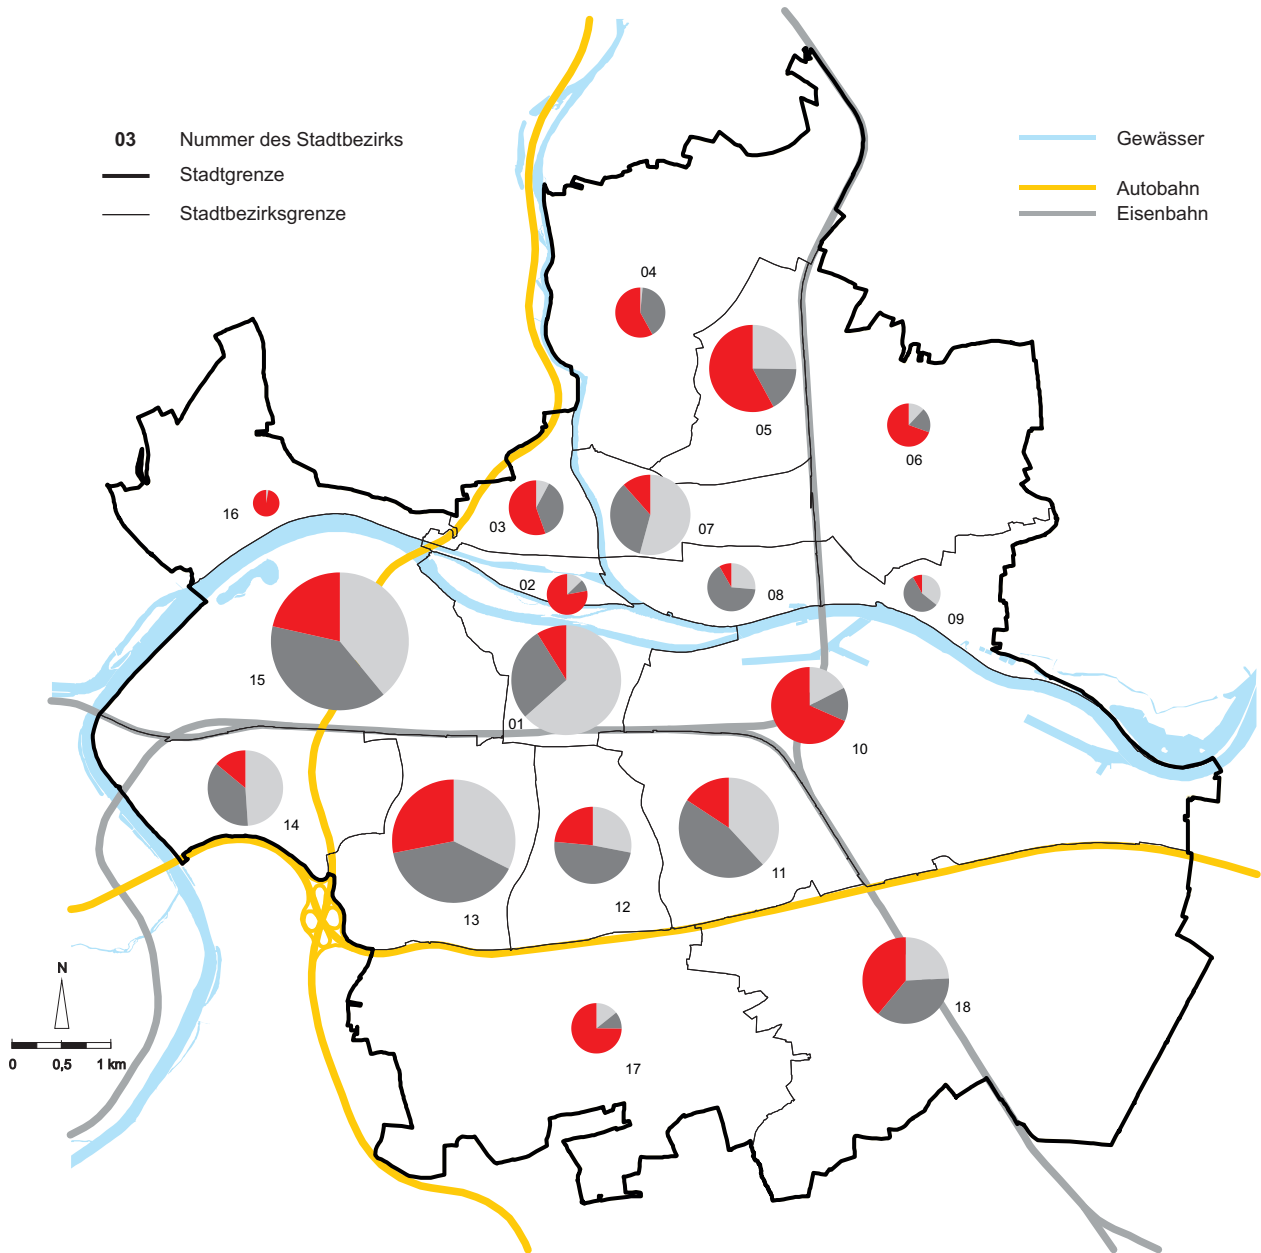 03 Nummer des Stadtbezirks
Stadtgrenze
Stadtbezirksgrenze
Gewässer
Autobahn
Eisenbahn
04
05
06
16
03
07
02
08
09
15
01
10
14
13
12
11
18
17
N
0 0,5 1 km